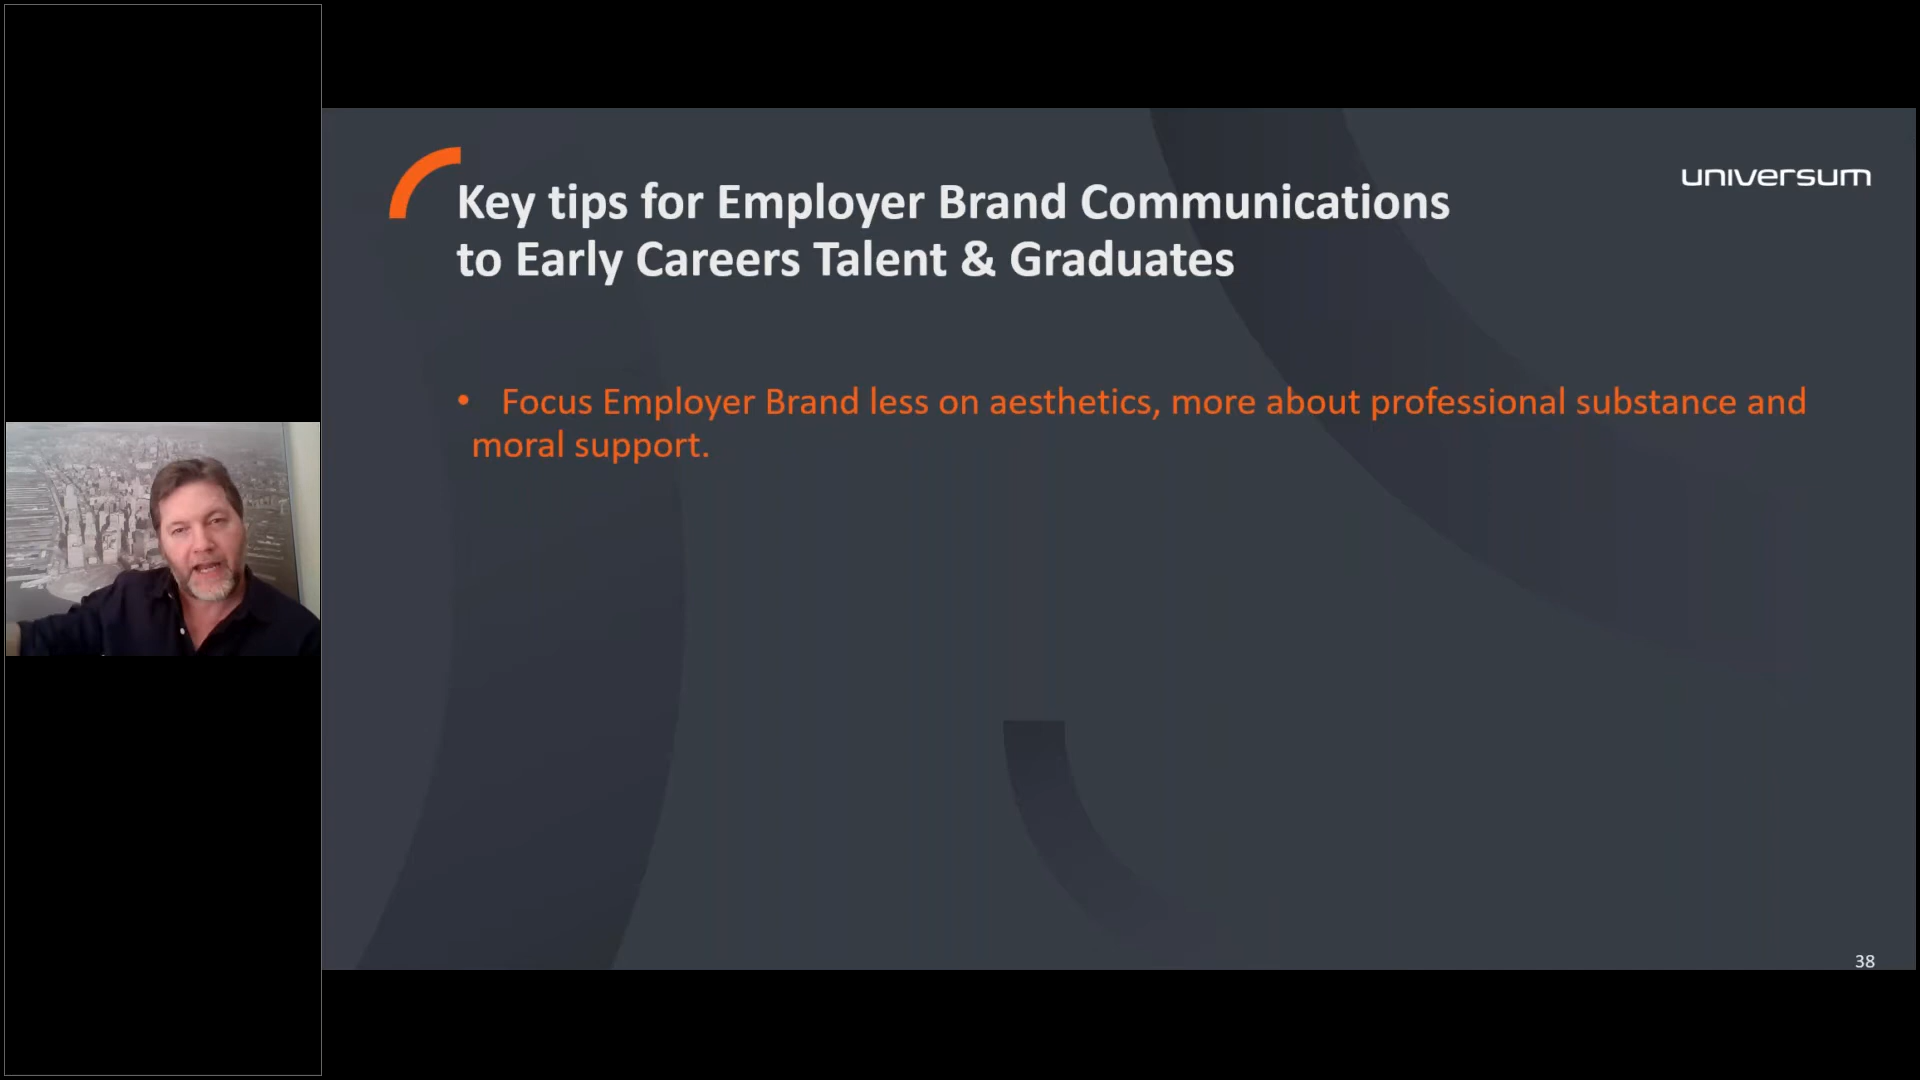 universum
Key tips for Employer Brand Communications
to Early Careers Talent & Graduates
• Focus Employer Brand less on aesthetics, more about professional substance and
moral support.
38